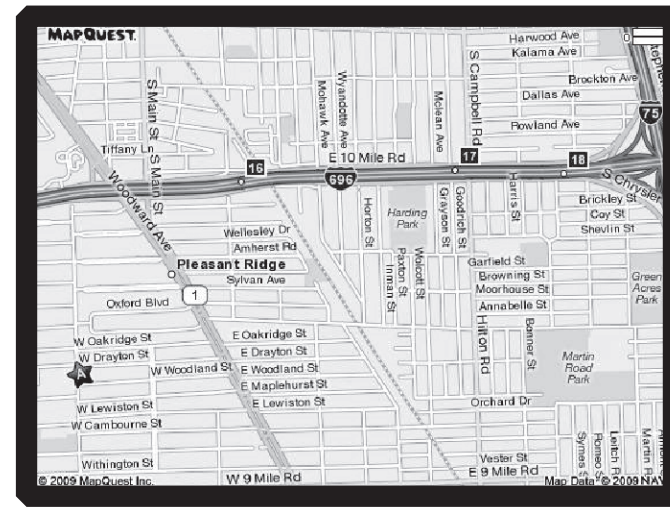 MAPQUEST
Harwood Ave
Kalama Ave
Brockton Ave
Dallas Ave
Rowland Ave
75
S Main St
S Main St
Mohawk Ave
Wyandotte Ave
Mclean Ave
S Campbell Rd
Tiffany Ln
16
E 10 Mile Rd
17
18
696
S Chrysler
Woodward Ave
Harris St
Brickley St
Coy St
Shevlin St
Horton St
Harding
Park
Grayson St
Goodrich St
Wellesley Dr
Amherst Rd
Pleasant Ridge
Sylvan Ave
Inman St
Paxton St
Wolcott St
Garfield St
Browning St
Moorhouse St
Annabelle St
Green
Acres
Park
Oxford Blvd
1
W Oakridge St
W Drayton St
A
W Woodland St
E Oakridge St
E Drayton St
E Woodland St
E Maplehurst St
E Lewiston St
Hilton Rd
Bonner St
Martin
Road
Park
W Lewiston St
W Cambourne St
Orchard Dr
Withington St
W 9 Mile Rd
Vester St
E 9 Mile Rd
Symes
Romeo S
Leitch R
Martin R
© 2009 MapQuest Inc.
Map Data © 2009 NAV